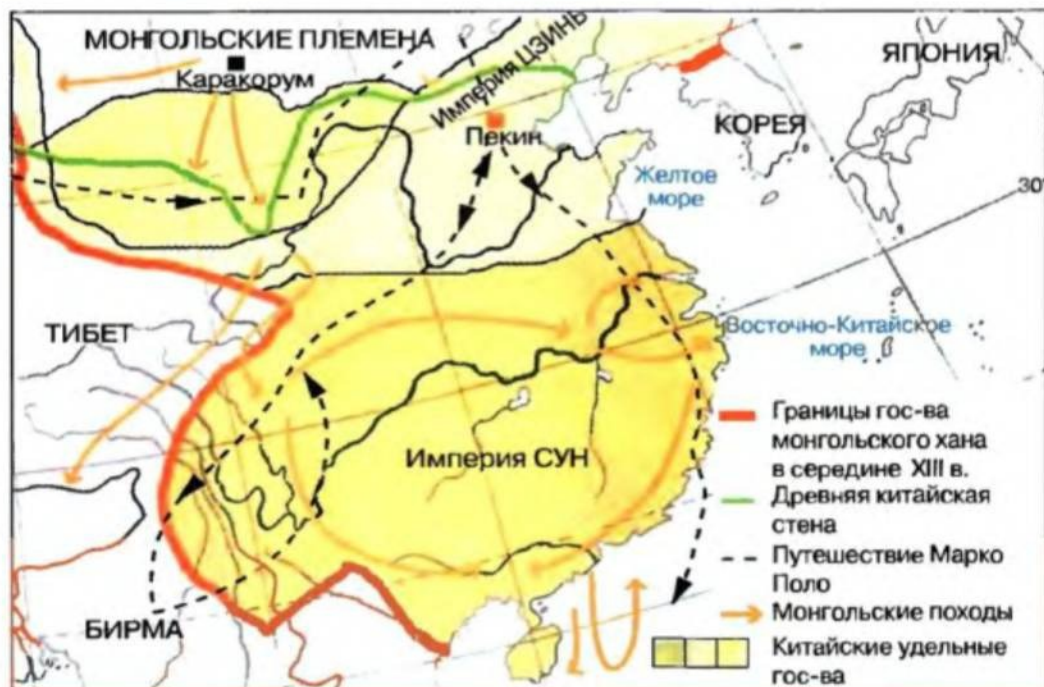 МОНГОЛЬСКИЕ ПЛЕМЕНА
Каракорум
Империя ЦЗИНЬ
ЯПОНИЯ
КОРЕЯ
Пекин
Желтое
море
30°
ТИБЕТ
Восточно-Китайское
море
Империя СУН
БИРМА
Границы гос-ва
монгольского хана
в середине XIII в.
Древняя китайская
стена
Путешествие Марко
Поло
Монгольские походы
Китайские удельные
гос-ва